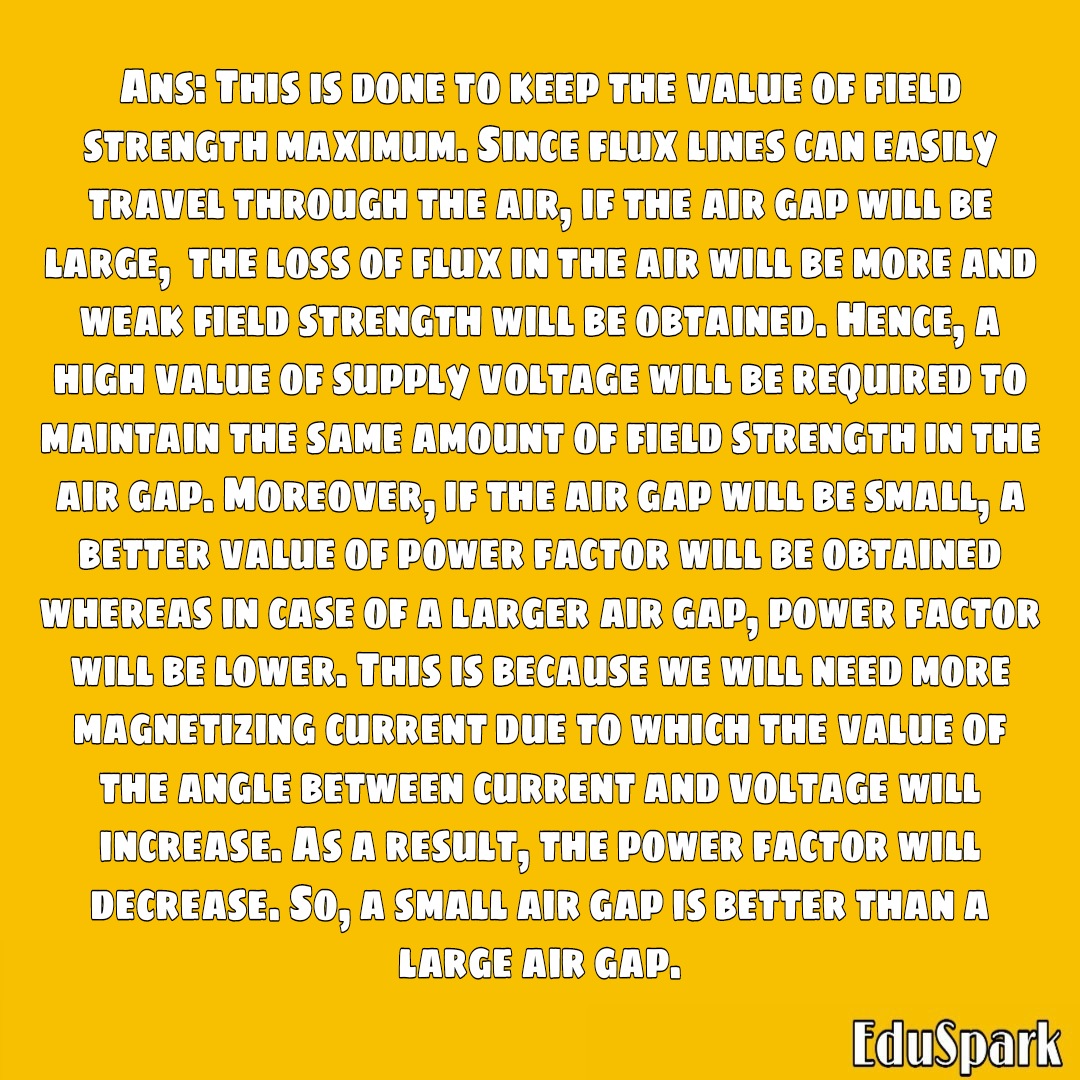 Ans: This is done to keep the value of field
strength maximum. Since flux lines can easily
travel through the air, if the air gap will be
large,  the loss of flux in the air will be more and
weak field strength will be obtained. Hence, a
high value of supply voltage will be required to
maintain the same amount of field strength in the
air gap. Moreover, if the air gap will be small, a
better value of power factor will be obtained
whereas in case of a larger air gap, power factor
will be lower. This is because we will need more
magnetizing current due to which the value of
the angle between current and voltage will
increase. As a result, the power factor will
decrease. So, a small air gap is better than a
large air gap.
EduSpark